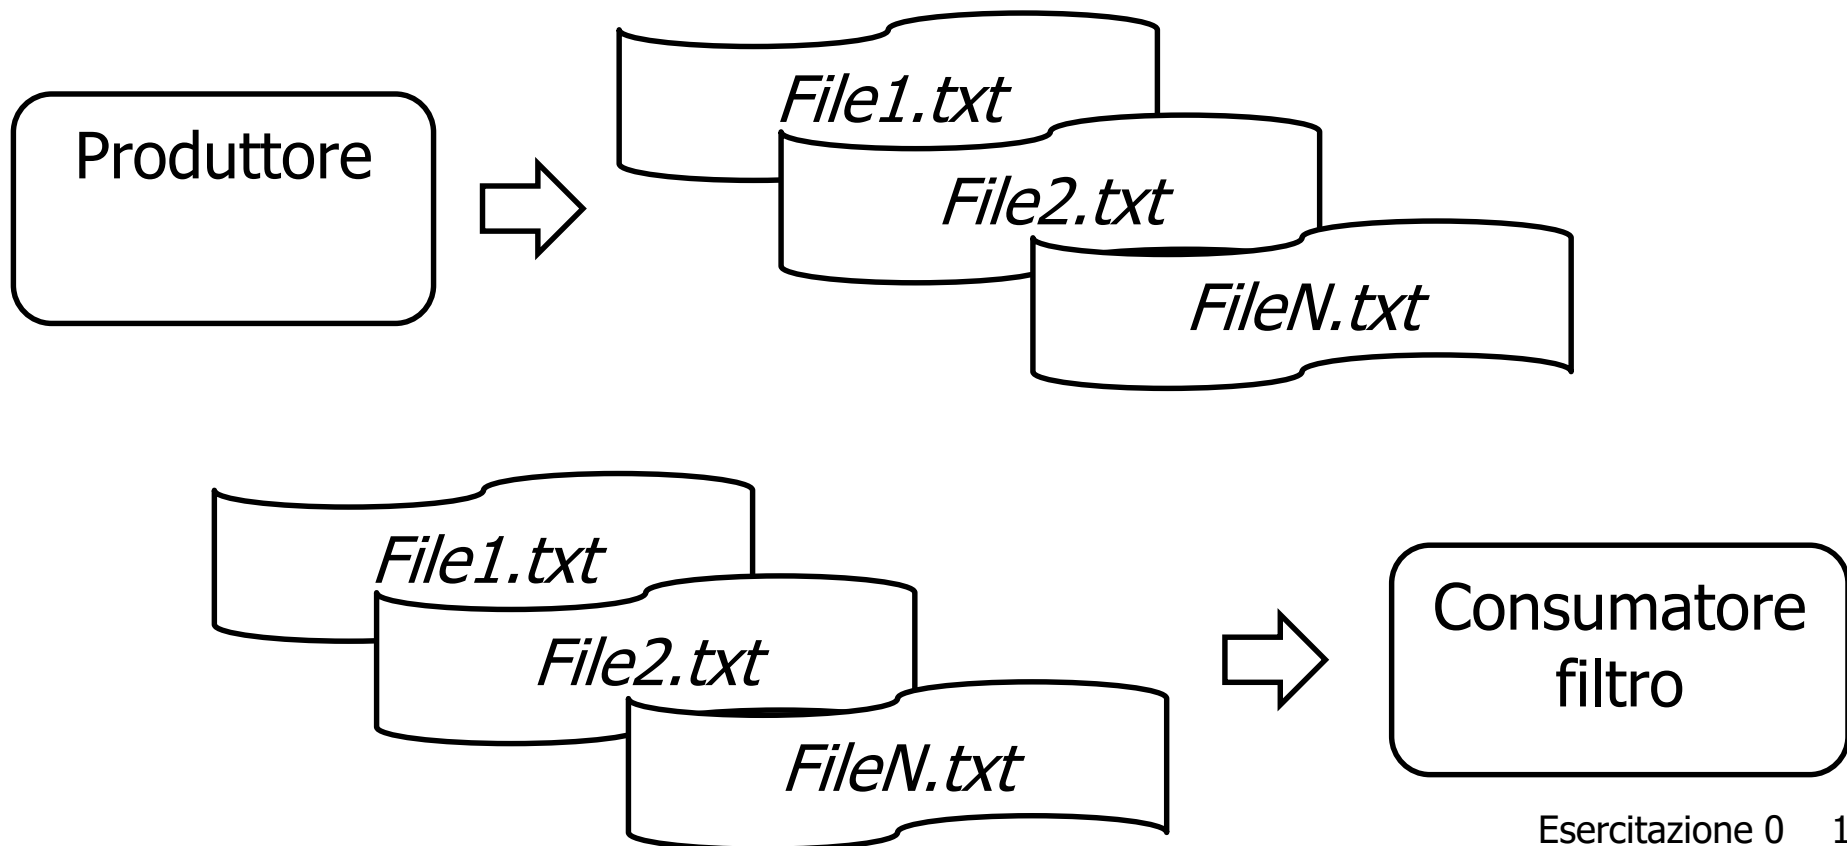 Produttore
File1.txt
File2.txt
FileN.txt
File1.txt
File2.txt
FileN.txt
Consumatore
filtro
Esercitazione 0 1